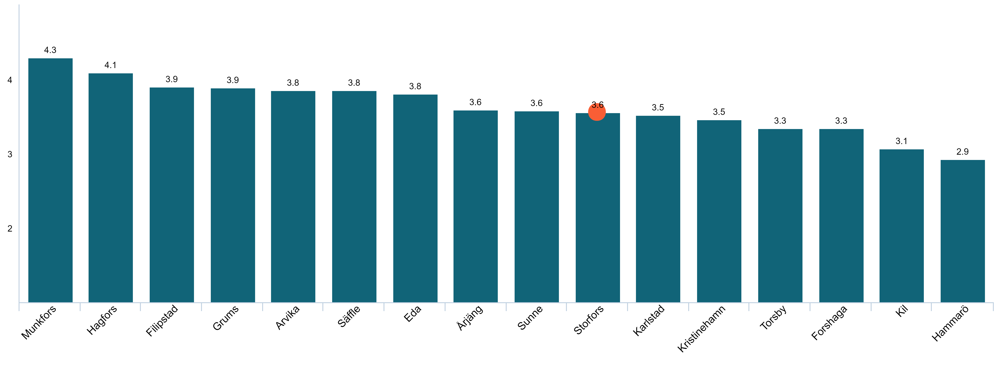 4.3
4.1
3.9
3.9
3.8
3.8
3.8
3.6
3.6
3.6
3.5
3.5
3.3
3.3
3.1
2.9
4
3
2
Munkfors
Hagfors
Filipstad
Grums
Arvika
Säffle
Eda
Årjäng
Sunne
Storfors
Karlstad
Kristinehamn
Torsby
Forshaga
Kil
Hammarö